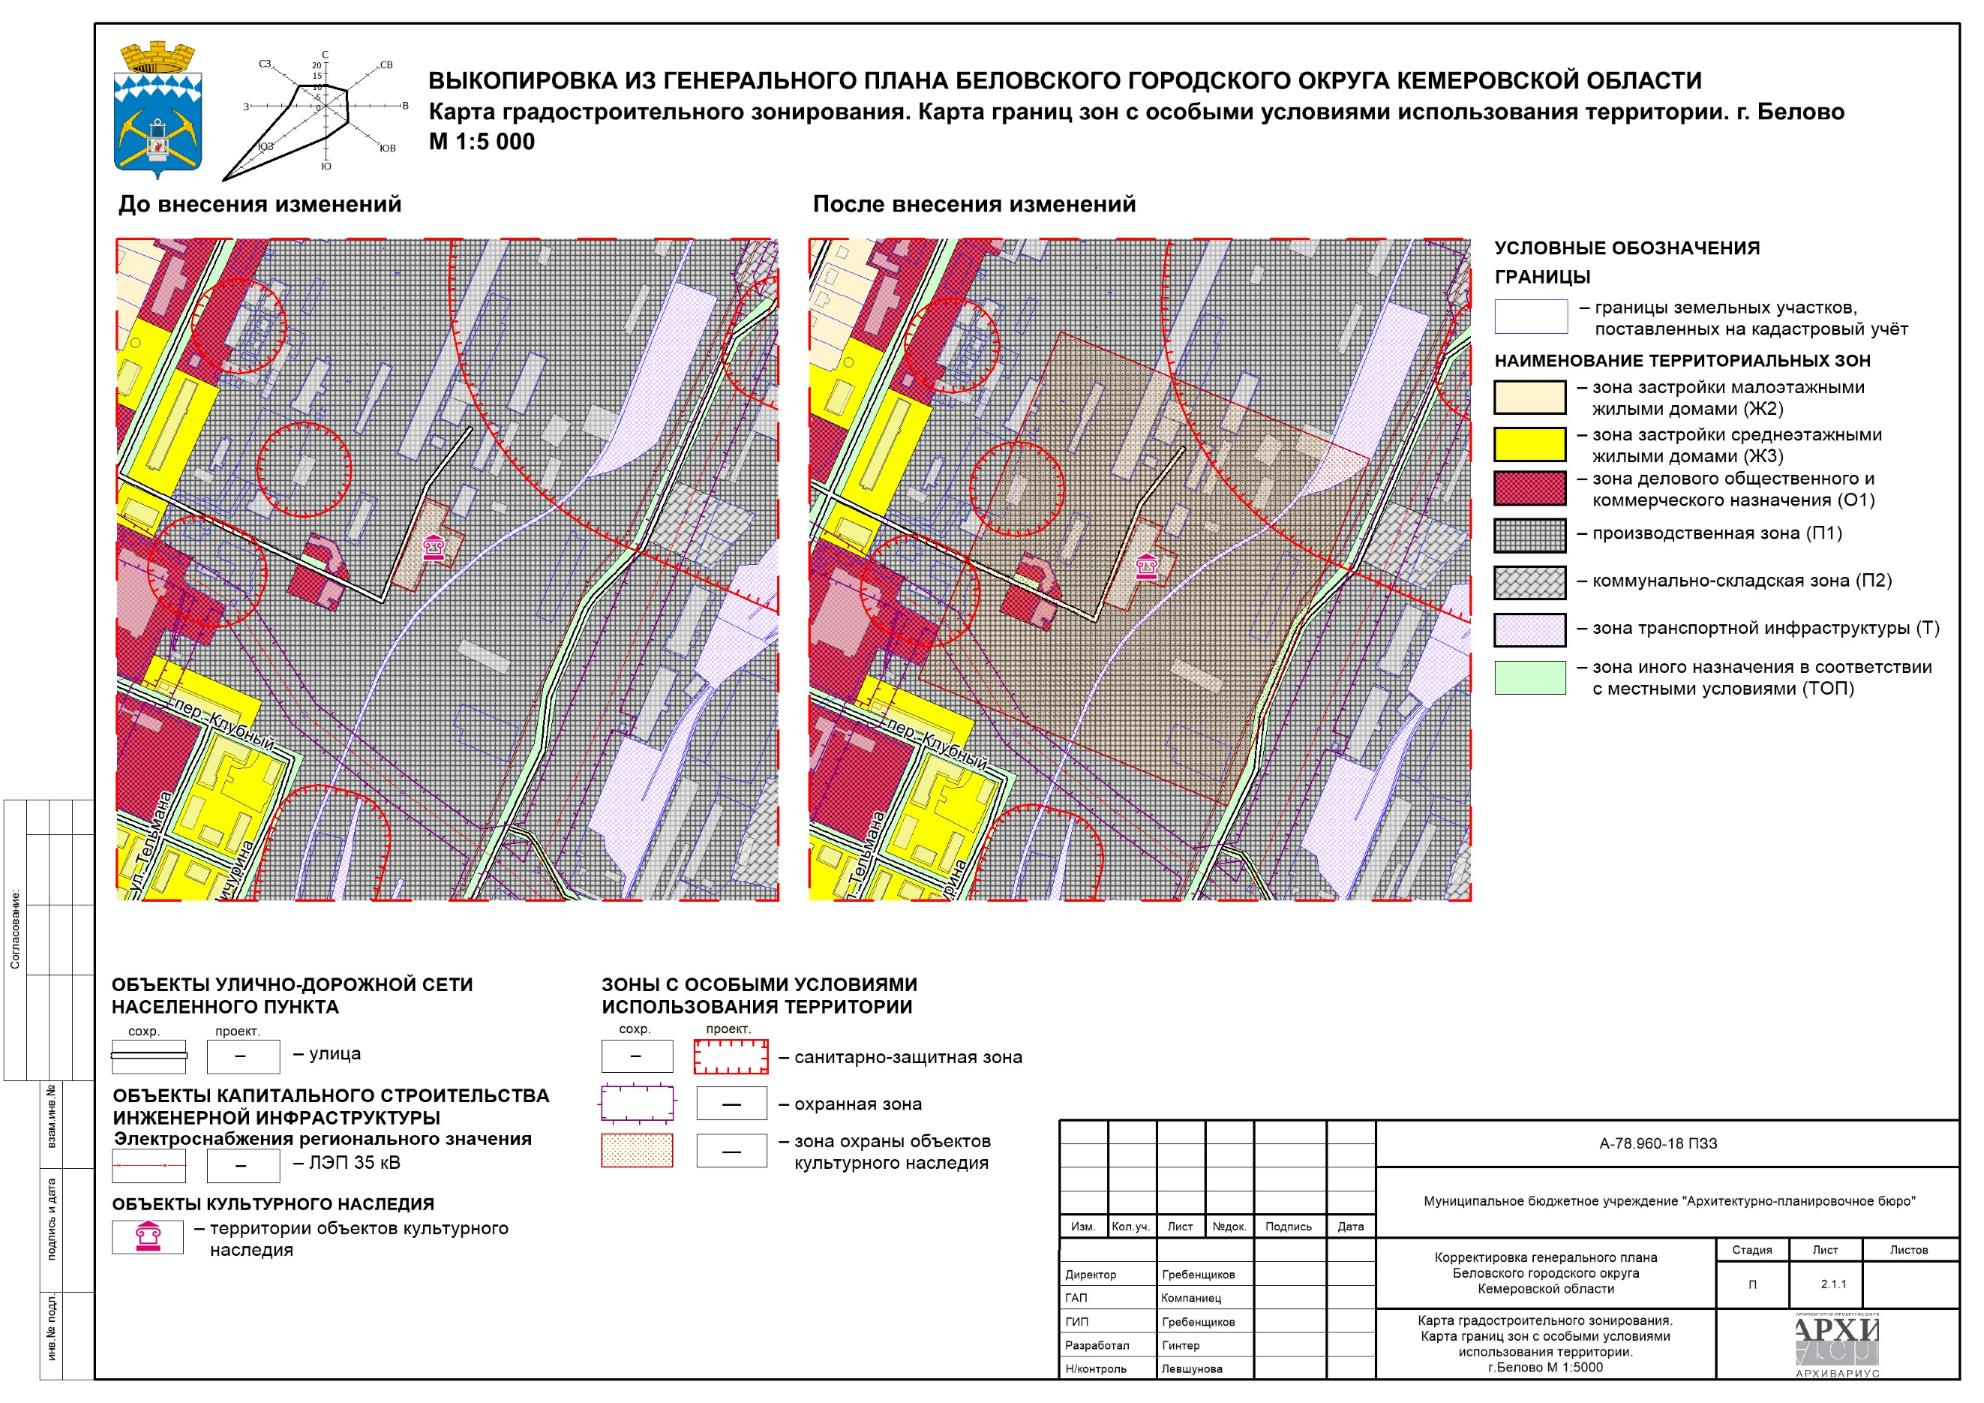 ВЫКОПИРОВКА ИЗ ГЕНЕРАЛЬНОГО ПЛАНА БЕЛОВСКОГО ГОРОДСКОГО ОКРУГА КЕМЕРОВСКОЙ ОБЛАСТИ
Карта градостроительного зонирования. Карта границ зон с особыми условиями использования территории. г. Белово
М 1:5 000
С
СВ
В
ЮВ
Ю
ЮЗ
З
СЗ
20
15
10
5
0
До внесения изменений
После внесения изменений
пер. Клубный
ул. Тельмана
ичурина
пер. Клубный
л. Тельмана
урина
УСЛОВНЫЕ ОБОЗНАЧЕНИЯ
ГРАНИЦЫ
– границы земельных участков,
поставленных на кадастровый учёт
НАИМЕНОВАНИЕ ТЕРРИТОРИАЛЬНЫХ ЗОН
– зона застройки малоэтажными
жилыми домами (Ж2)
– зона застройки среднеэтажными
жилыми домами (Ж3)
– зона делового общественного и
коммерческого назначения (О1)
– производственная зона (П1)
– коммунально-складская зона (П2)
– зона транспортной инфраструктуры (Т)
– зона иного назначения в соответствии
с местными условиями (ТОП)
ОБЪЕКТЫ УЛИЧНО-ДОРОЖНОЙ СЕТИ
НАСЕЛЕННОГО ПУНКТА
сохр. проект.
– – улица
ОБЪЕКТЫ КАПИТАЛЬНОГО СТРОИТЕЛЬСТВА
ИНЖЕНЕРНОЙ ИНФРАСТРУКТУРЫ
Электроснабжения регионального значения
– – ЛЭП 35 кВ
ОБЪЕКТЫ КУЛЬТУРНОГО НАСЛЕДИЯ
– территории объектов культурного
наследия
ЗОНЫ С ОСОБЫМИ УСЛОВИЯМИ
ИСПОЛЬЗОВАНИЯ ТЕРРИТОРИИ
сохр. проект.
– – санитарно-защитная зона
– – охранная зона
– – зона охраны объектов
культурного наследия
Согласование:
взам.инв.№
подпись и дата
инв.№ подл.
А-78.960-18 ПЗЗ
Муниципальное бюджетное учреждение "Архитектурно-планировочное бюро"
Изм. Кол.уч. Лист №док. Подпись Дата
Директор Гребенщиков
ГАП Компаниец
ГИП Гребенщиков
Разработал Гинтер
Н/контроль Левшунова
Корректировка генерального плана
Беловского городского округа
Кемеровской области
Стадия Лист Листов
П 2.1.1
Карта градостроительного зонирования.
Карта границ зон с особыми условиями
использования территории.
г.Белово М 1:5000
АРХИ
АРХИВАРИУС